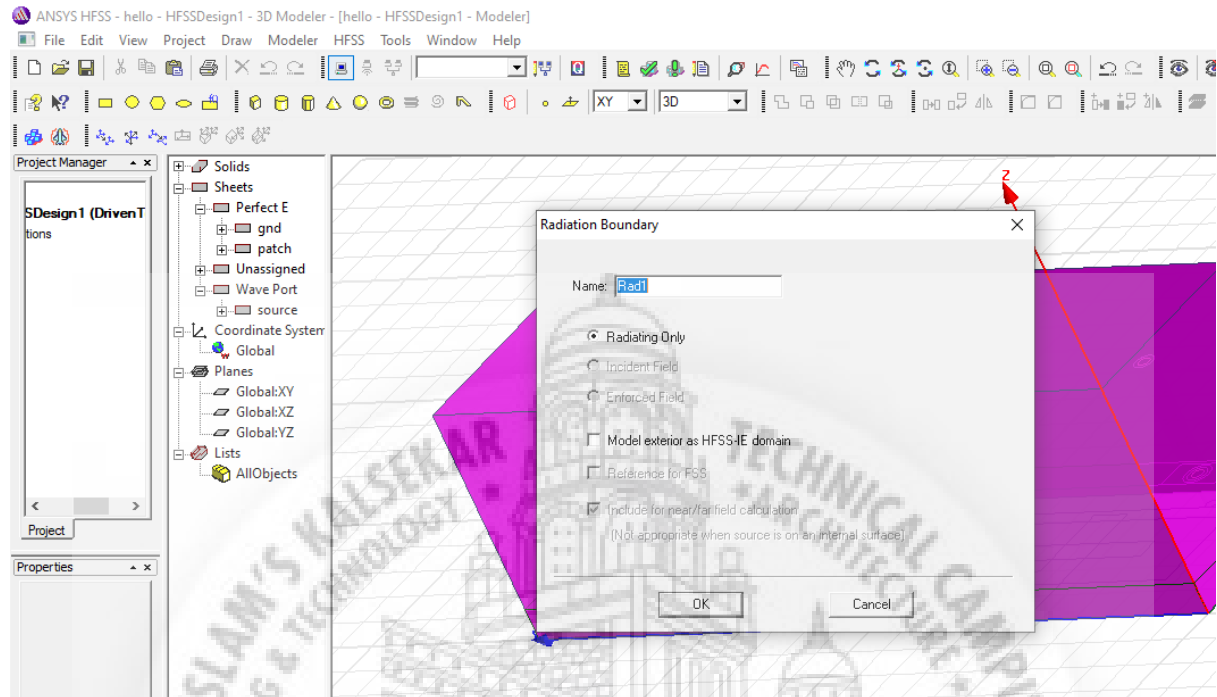 ANSYS HFSS - hello - HFSSDesign1 - 3D Modeler - [hello - HFSSDesign1 - Modeler]
File Edit View Project Draw Modeler HFSS Tools Window Help
XY 3D
Project Manager
SDesign1 (DrivenT
tions
Project
Properties
Solids
Sheets
Perfect E
gnd
patch
Unassigned
Wave Port
source
Coordinate System
Global
Planes
Global:XY
Global:XZ
Global:YZ
Lists
AllObjects
Z
Radiation Boundary
Name: Rad1
Radiating Only
Incident Field
Enforced Field
Model exterior as HFSS-IE domain
Reference for FSS
Include for near/far field calculation
(Not appropriate when source is on an internal surface)
OK Cancel
KALSEKAR TECHNICAL CAMP
ARCHITECTURE